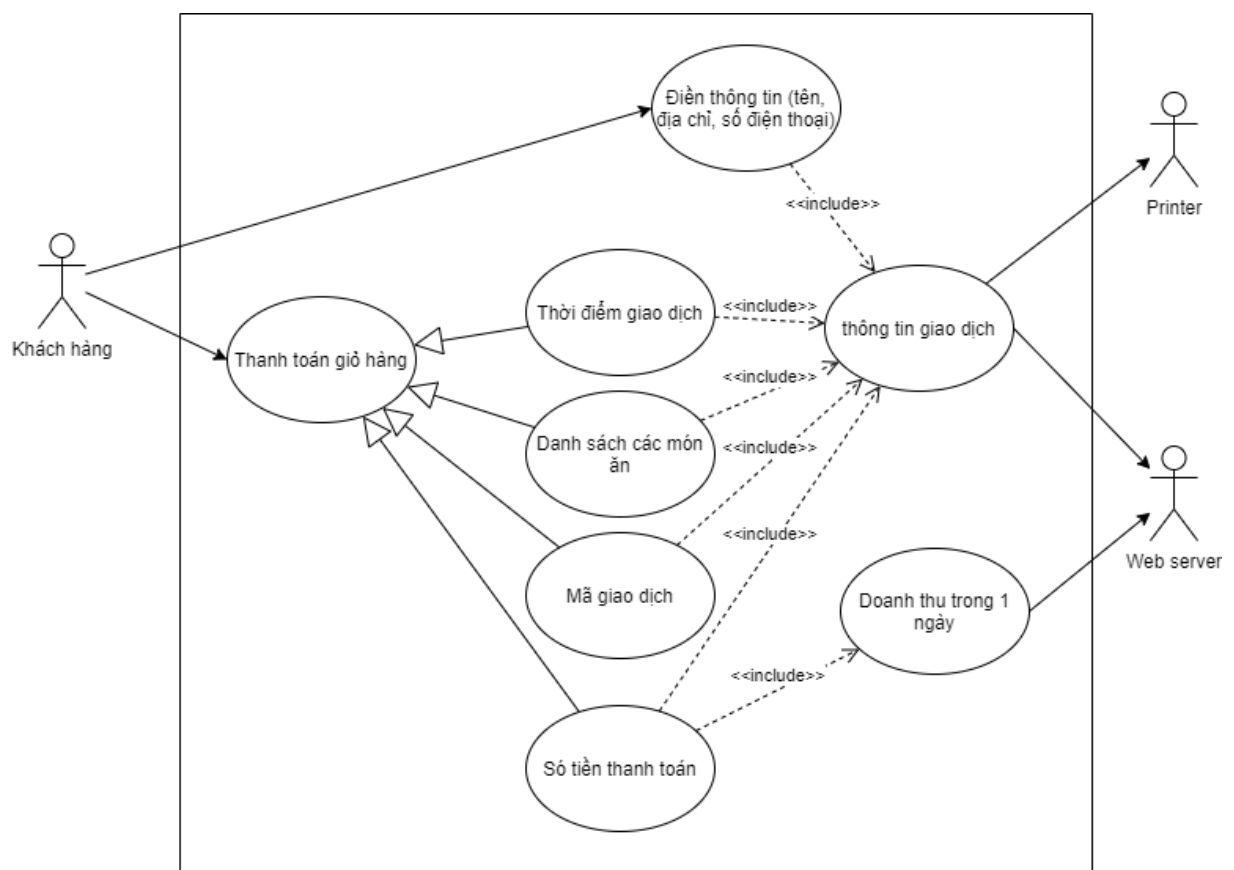 Điền thông tin (tên,
địa chỉ, số điện thoại)
<<include>>
Printer
Khách hàng
Thanh toán giỏ hàng
Thời điểm giao dịch
<<include>>
thông tin giao dịch
<<include>>
Danh sách các món
ăn
<<include>>
<<include>>
Mã giao dịch
Web server
Doanh thu trong 1
ngày
<<include>>
Só tiền thanh toán